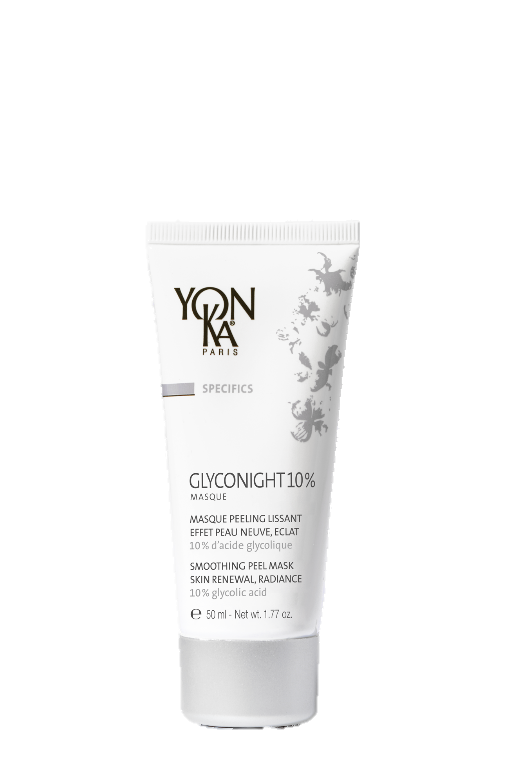 YON
KA®
PARIS
SPECIFICS
GLYCONIGHT 10%
MASQUE
MASQUE PEELING LISSANT
EFFET PEAU NEUVE, ECLAT
10% d'acide glycolique
SMOOTHING PEEL MASK
SKIN RENEWAL, RADIANCE
10% glycolic acid
℮ 50 ml - Net wt. 1.77 oz.